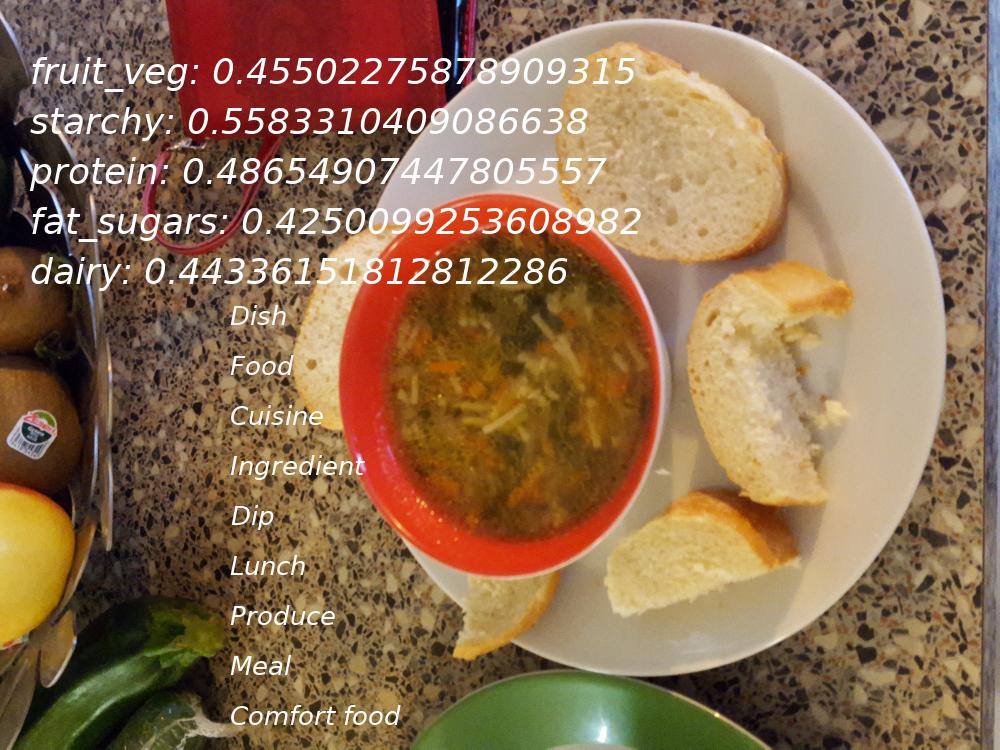 fruit_veg: 0.45502275878909315
starchy: 0.5583310409086638
protein: 0.48654907447805557
fat_sugars: 0.4250099253608982
dairy: 0.44336151812812286
Dish
Food
Cuisine
Ingredient
Dip
Lunch
Produce
Meal
Comfort food